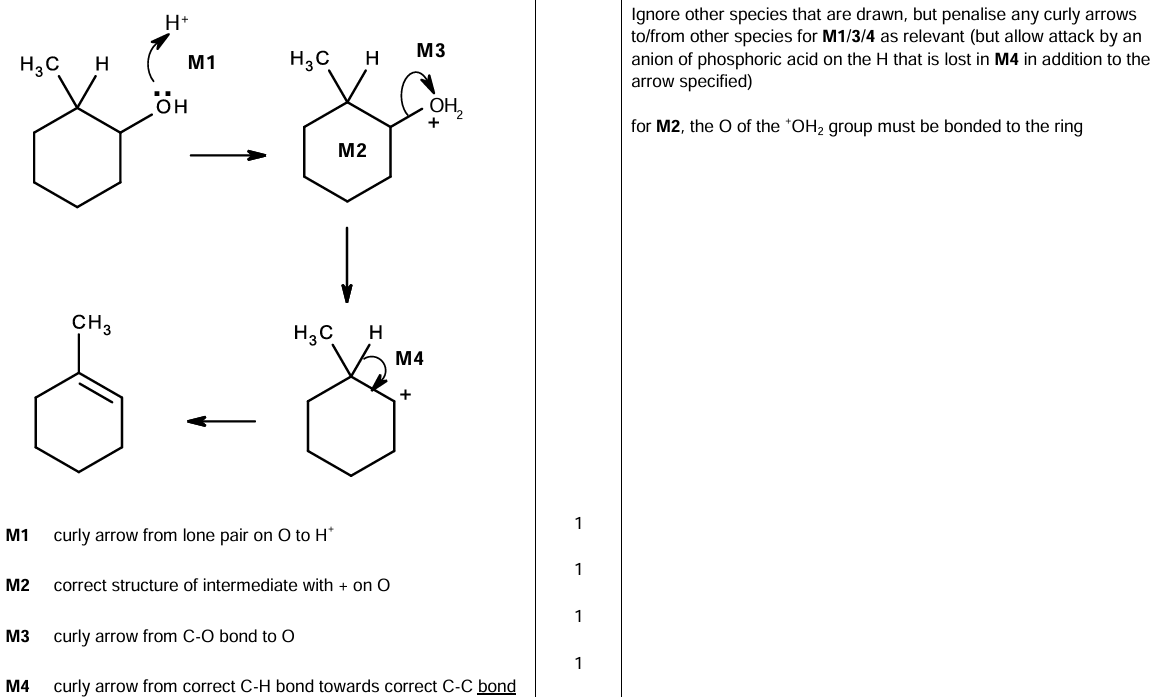 H⁺
H₃C H M1
ÖH
H₃C H M3
OH₂
+
M2
CH₃
H₃C H
M4
+
M1 curly arrow from lone pair on O to H⁺
1
M2 correct structure of intermediate with + on O
1
M3 curly arrow from C-O bond to O
1
M4 curly arrow from correct C-H bond towards correct C-C bond
1
Ignore other species that are drawn, but penalise any curly arrows
to/from other species for M1/3/4 as relevant (but allow attack by an
anion of phosphoric acid on the H that is lost in M4 in addition to the
arrow specified)
for M2, the O of the ⁺OH₂ group must be bonded to the ring